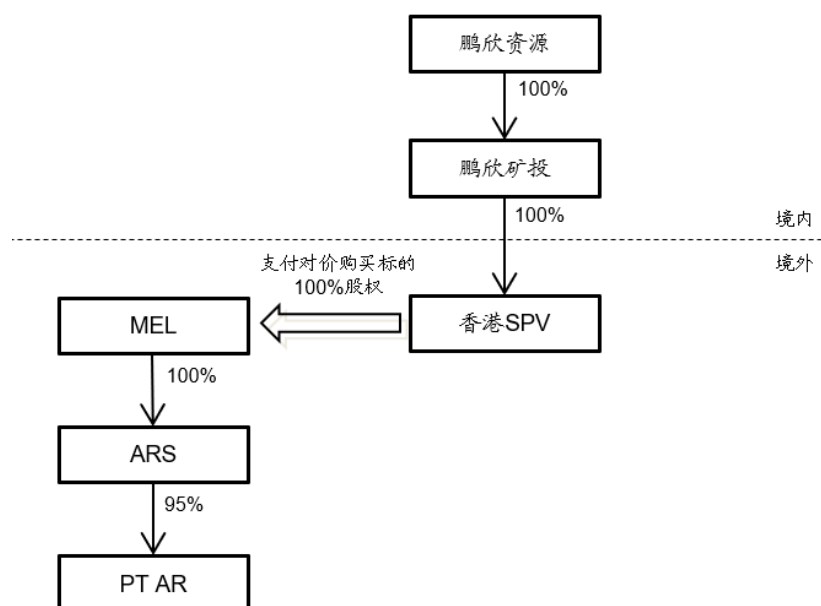 鹏欣资源
100%
鹏欣矿投
100%
境内
境外
支付对价购买标的
100%股权
MEL
香港SPV
100%
ARS
95%
PT AR